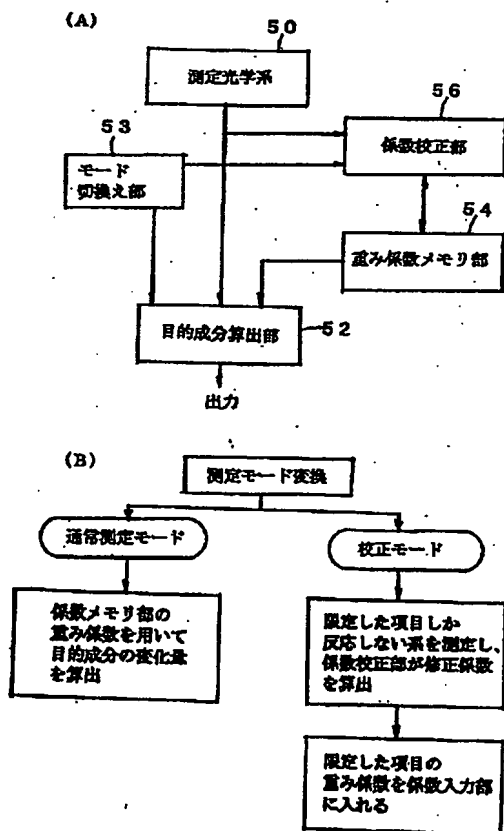 (A)
50
測定光学系
56
係数校正部
53
モード
切換え部
54
重み係数メモリ部
目的成分算出部
52
出力
(B)
測定モード変換
通常測定モード
校正モード
係数メモリ部の
重み係数を用いて
目的成分の変化量
を算出
限定した項目しか
反応しない系を測定し、
係数校正部が修正係数
を算出
限定した項目の
重み係数を係数入力部
に入れる